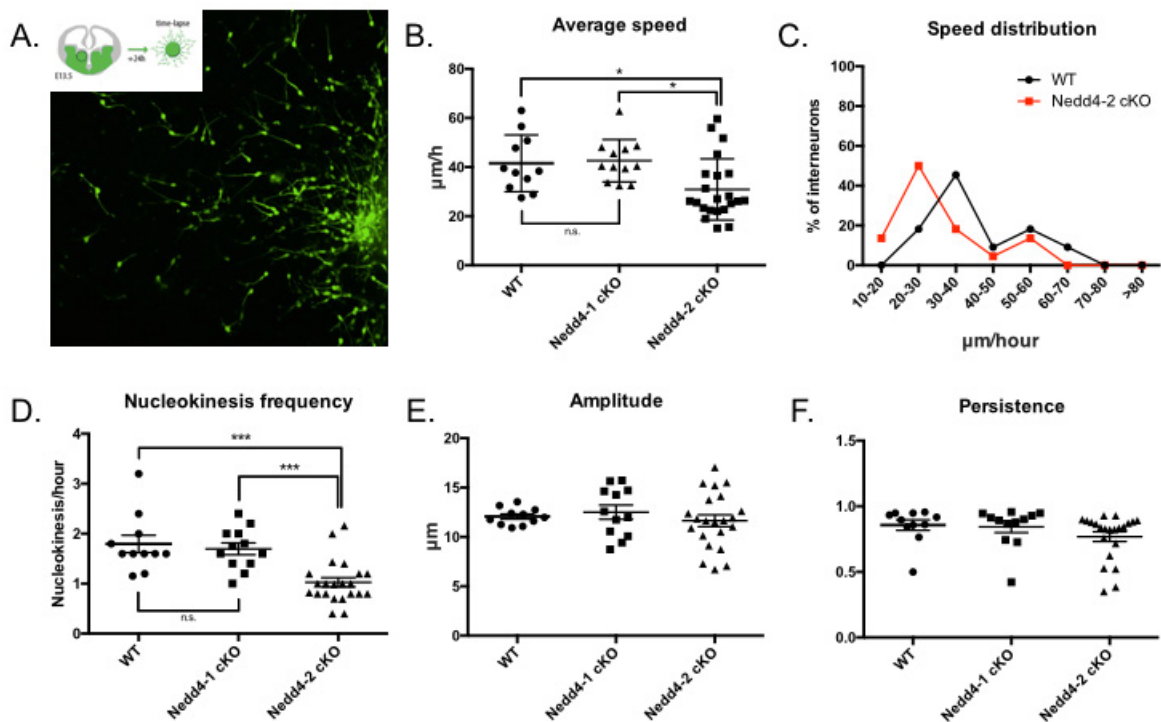 A.
time-lapse
+24h
E13.5
B.
Average speed
80
60
40
20
0
µm/h
*
*
n.s.
WT
Nedd4-1 cKO
Nedd4-2 cKO
C.
Speed distribution
100
80
60
40
20
0
% of interneurons
WT
Nedd4-2 cKO
10-20
20-30
30-40
40-50
50-60
60-70
70-80
>80
µm/hour
D.
Nucleokinesis frequency
4
3
2
1
0
Nucleokinesis/hour
***
***
n.s.
WT
Nedd4-1 cKO
Nedd4-2 cKO
E.
Amplitude
20
15
10
5
0
µm
WT
Nedd4-1 cKO
Nedd4-2 cKO
F.
Persistence
1.5
1.0
0.5
0.0
WT
Nedd4-1 cKO
Nedd4-2 cKO